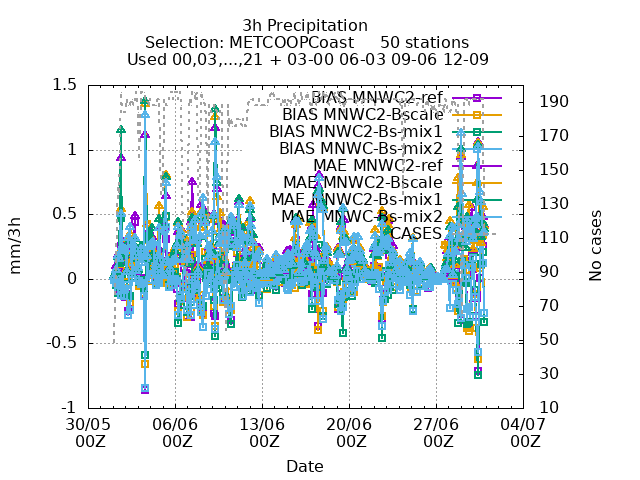 3h Precipitation
Selection: METCOOPCoast 50 stations
Used 00,03,...,21 + 03-00 06-03 09-06 12-09
BIAS MNWC2-ref
BIAS MNWC2-Bscale
BIAS MNWC2-Bs-mix1
BIAS MNWC-Bs-mix2
MAE MNWC2-ref
MAE MNWC2-Bscale
MAE MNWC2-Bs-mix1
MAE MNWC-Bs-mix2
CASES
1.5
1
0.5
0
-0.5
-1
mm/3h
190
170
150
130
110
90
70
50
30
10
No cases
30/05 06/06 13/06 20/06 27/06 04/07
00Z 00Z 00Z 00Z 00Z 00Z
Date